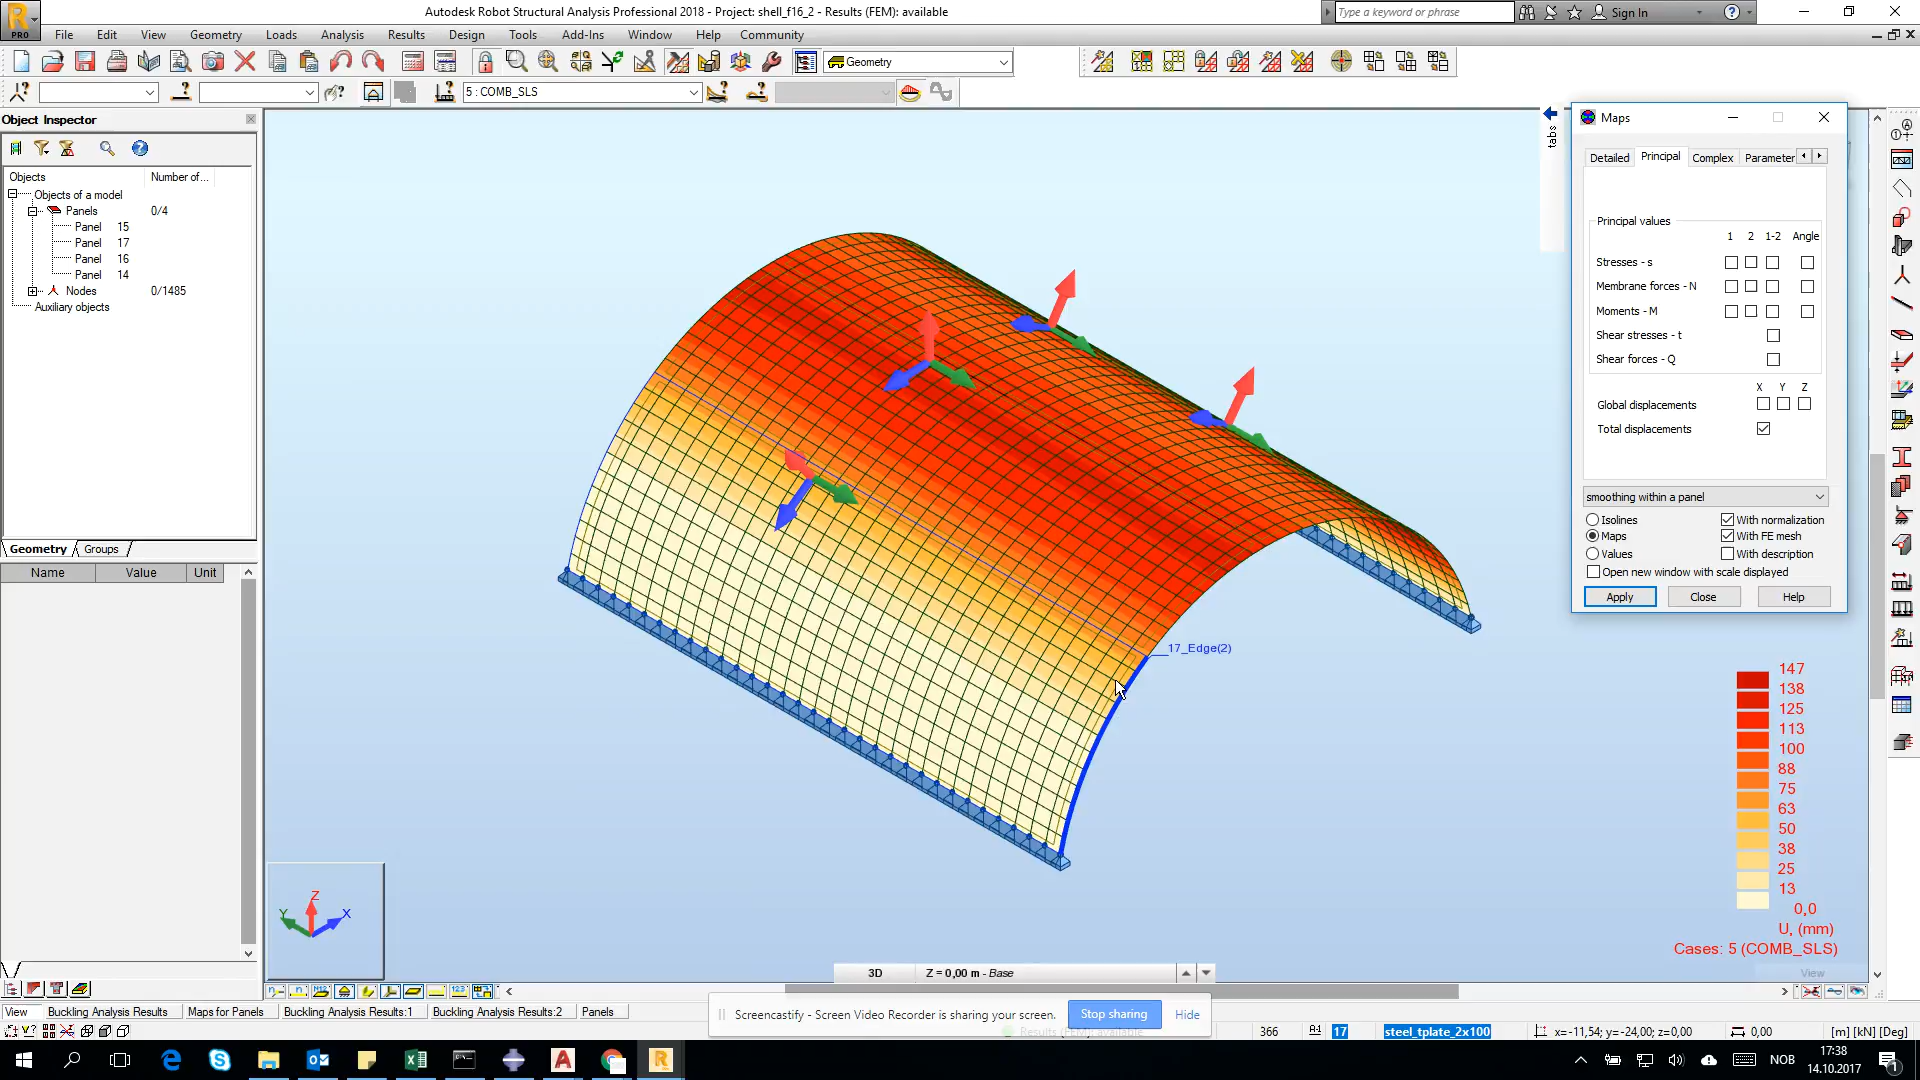 Autodesk Robot Structural Analysis Professional 2018 - Project: shell_f16_2 - Results (FEM): available
Type a keyword or phrase
Sign In
PRO
File Edit View Geometry Loads Analysis Results Design Tools Add-Ins Window Help Community
Geometry
5 : COMB_SLS
Object Inspector
Objects Number of...
Objects of a model
Panels 0/4
Panel 15
Panel 17
Panel 16
Panel 14
Nodes 0/1485
Auxiliary objects
Geometry Groups
Name Value Unit
tabs
Maps
Detailed Principal Complex Parameter
Principal values
1 2 1-2 Angle
Stresses - s
Membrane forces - N
Moments - M
Shear stresses - t
Shear forces - Q
X Y Z
Global displacements
Total displacements
smoothing within a panel
Isolines With normalization
Maps With FE mesh
Values With description
Open new window with scale displayed
Apply Close Help
17_Edge(2)
147
138
125
113
100
88
75
63
50
38
25
13
0,0
U, (mm)
Cases: 5 (COMB_SLS)
Z
Y X
3D Z = 0,00 m - Base
View
View Buckling Analysis Results Maps for Panels Buckling Analysis Results:1 Buckling Analysis Results:2 Panels
Screencastify - Screen Video Recorder is sharing your screen. Stop sharing Hide
Results (FEM): available
366 17 steel_tplate_2x100 x=-11,54; y=-24,00; z=0,00 0,00 [m] [kN] [Deg]
NOB
17:38
14.10.2017